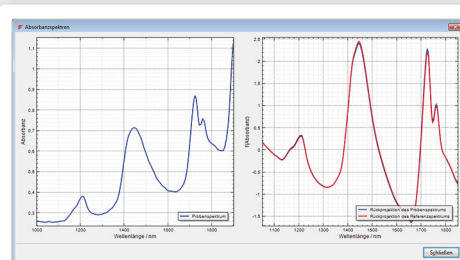 Absorbanzspektren
Absorbanz
1,1
1
0,9
0,8
0,7
0,6
0,5
0,4
0,3
1000 1200 1400 1600 1800
Wellenlänge / nm
Probenspektrum
f(Absorbanz)
2,5
2
1,5
1
0,5
0
-0,5
-1
-1,5
1100 1200 1300 1400 1500 1600 1700 1800
Wellenlänge / nm
Rückprojektion des Probenspektrums
Rückprojektion des Referenzspektrums
Schließen